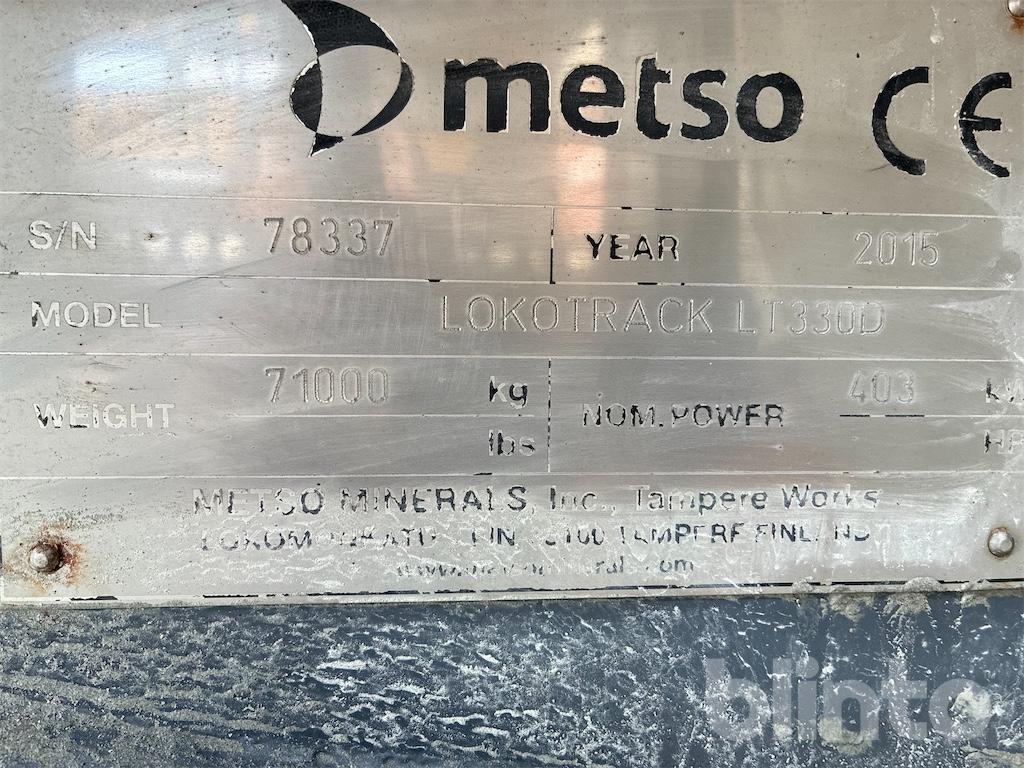 metso CE
S/N 78337 YEAR 2015
MODEL LOKOTRACK LT330D
WEIGHT 71000 kg NOM. POWER 403
lbs
METSO MINERALS, Inc., Tampere Works
blinto